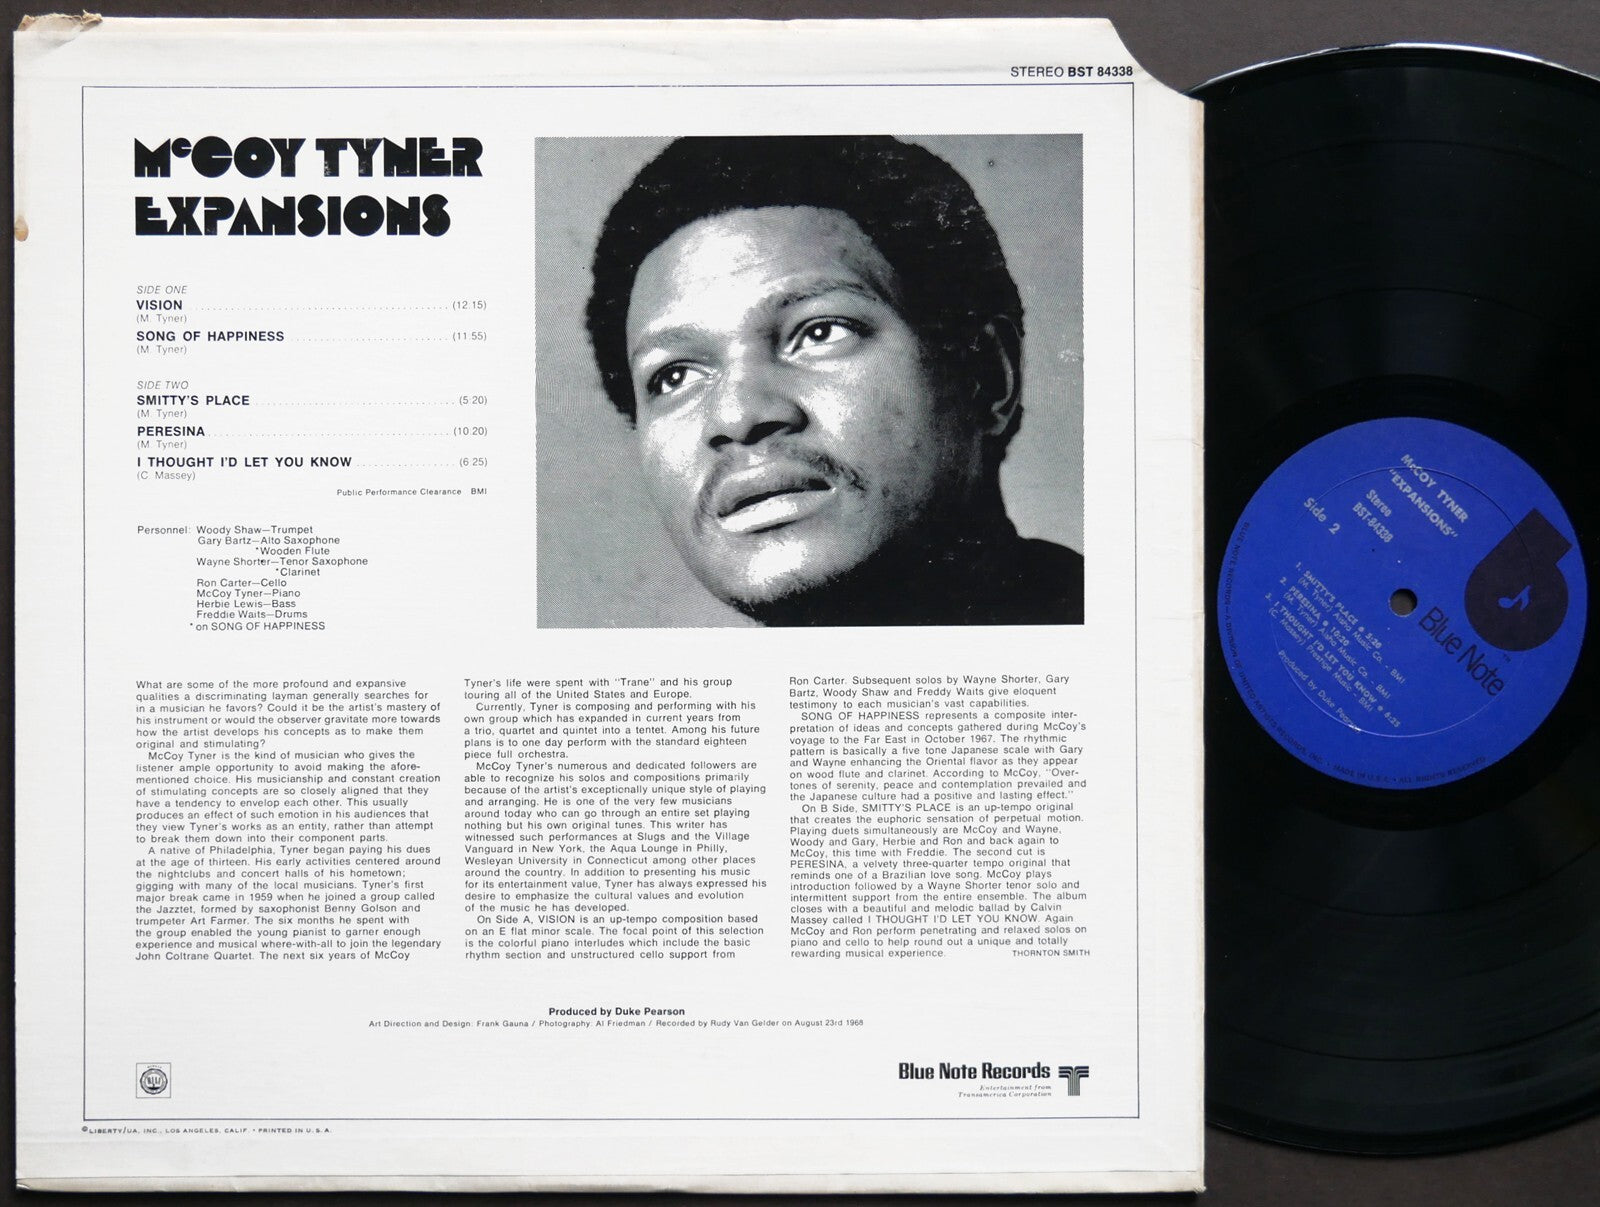 STEREO BST 84338
McCOY TYNER
EXPANSIONS
SIDE ONE
VISION (12:15)
(M. Tyner)
SONG OF HAPPINESS (11:55)
(M. Tyner)
SIDE TWO
SMITTY'S PLACE (5:20)
(M. Tyner)
PERESINA (10:20)
(M. Tyner)
I THOUGHT I'D LET YOU KNOW (6:25)
(C. Massey)
Public Performance Clearance BMI
Personnel: Woody Shaw—Trumpet
Gary Bartz—Alto Saxophone
*Wooden Flute
Wayne Shorter—Tenor Saxophone
*Clarinet
Ron Carter—Cello
McCoy Tyner—Piano
Herbie Lewis—Bass
Freddie Waits—Drums
* on SONG OF HAPPINESS
What are some of the more profound and expansive
qualities a discriminating layman generally searches for
in a musician he favors? Could it be the artist's mastery of
his instrument or would the observer gravitate more towards
how the artist develops his concepts as to make them
original and stimulating?
McCoy Tyner is the kind of musician who gives the
listener ample opportunity to avoid making the afore-
mentioned choice. His musicianship and constant creation
of stimulating concepts are so closely aligned that they
have a tendency to envelop each other. This usually
produces an effect of such emotion in his audiences that
they view Tyner's works as an entity, rather than attempt
to break them down into their component parts.
A native of Philadelphia, Tyner began paying his dues
at the age of thirteen. His early activities centered around
the nightclubs and concert halls of his hometown;
gigging with many of the local musicians. Tyner's first
major break came in 1959 when he joined a group called
the Jazztet, formed by saxophonist Benny Golson and
trumpeter Art Farmer. The six months he spent with
the group enabled the young pianist to garner enough
experience and musical where-with-all to join the legendary
John Coltrane Quartet. The next six years of McCoy
Tyner's life were spent with "Trane" and his group
touring all of the United States and Europe.
Currently, Tyner is composing and performing with his
own group which has expanded in current years from
a trio, quartet and quintet into a tentet. Among his future
plans is to one day perform with the standard eighteen
piece full orchestra.
McCoy Tyner's numerous and dedicated followers are
able to recognize his solos and compositions primarily
because of the artist's exceptionally unique style of playing
and arranging. He is one of the very few musicians
around today who can go through an entire set playing
nothing but his own original tunes. This writer has
witnessed such performances at Slugs and the Village
Vanguard in New York, the Aqua Lounge in Philly,
Wesleyan University in Connecticut among other places
around the country. In addition to presenting his music
for its entertainment value, Tyner has always expressed his
desire to emphasize the cultural values and evolution
of the music he has developed.
On Side A, VISION is an up-tempo composition based
on an E flat minor scale. The focal point of this selection
is the colorful piano interludes which include the basic
rhythm section and unstructured cello support from
Ron Carter. Subsequent solos by Wayne Shorter, Gary
Bartz, Woody Shaw and Freddy Waits give eloquent
testimony to each musician's vast capabilities.
SONG OF HAPPINESS represents a composite inter-
pretation of ideas and concepts gathered during McCoy's
voyage to the Far East in October 1967. The rhythmic
pattern is basically a five tone Japanese scale with Gary
and Wayne enhancing the Oriental flavor as they appear
on wood flute and clarinet. According to McCoy, "Over-
tones of serenity, peace and contemplation prevailed and
the Japanese culture had a positive and lasting effect."
On B Side, SMITTY'S PLACE is an up-tempo original
that creates the euphoric sensation of perpetual motion.
Playing duets simultaneously are McCoy and Wayne,
Woody and Gary, Herbie and Ron and back again to
McCoy, this time with Freddie. The second cut is
PERESINA, a velvety three-quarter tempo original that
reminds one of a Brazilian love song. McCoy plays
introduction followed by a Wayne Shorter tenor solo and
intermittent support from the entire ensemble. The album
closes with a beautiful and melodic ballad by Calvin
Massey called I THOUGHT I'D LET YOU KNOW. Again
McCoy and Ron perform penetrating and relaxed solos on
piano and cello to help round out a unique and totally
rewarding musical experience. THORNTON SMITH
Produced by Duke Pearson
Art Direction and Design: Frank Gauna / Photography: Al Friedman / Recorded by Rudy Van Gelder on August 23rd 1968
Blue Note Records
Entertainment from
Transamerica Corporation
©LIBERTY/UA, INC., LOS ANGELES, CALIF. • PRINTED IN U.S.A.
McCOY TYNER
"EXPANSIONS"
Stereo
BST-84338
Side 2
1. SMITTY'S PLACE • 5:20
(M. Tyner) Aisha Music Co. - BMI
2. PERESINA • 10:20
(M. Tyner) Aisha Music Co. - BMI
3. I THOUGHT I'D LET YOU KNOW • 6:25
(C. Massey) Prestige Music - BMI
Produced by Duke Pearson
Blue Note
BLUE NOTE RECORDS — A DIVISION OF UNITED ARTISTS RECORDS, INC. • MADE IN U.S.A. • ALL RIGHTS RESERVED